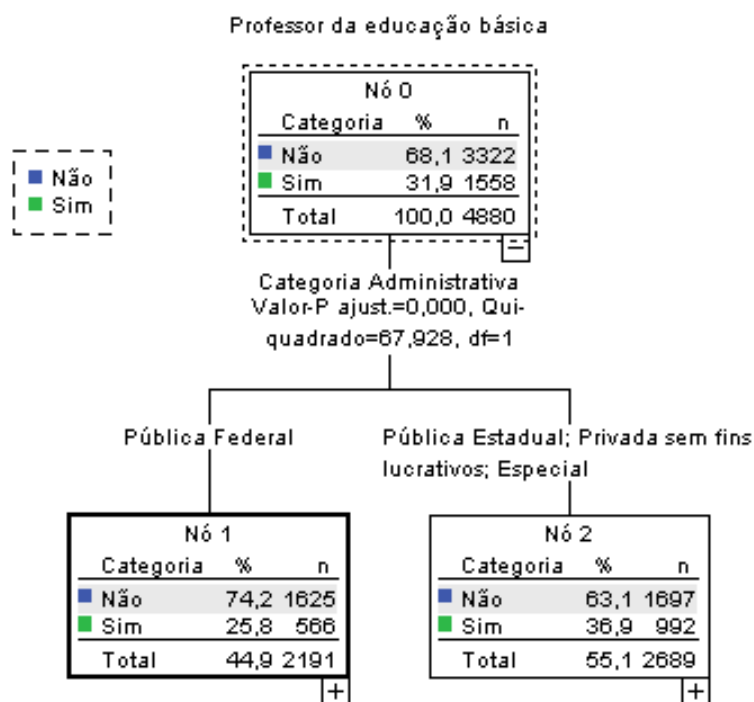 Professor da educação básica
Nó 0
Categoria % n
Não 68,1 3322
Sim 31,9 1558
Total 100,0 4880
Não
Sim
Categoria Administrativa
Valor-P ajust.=0,000, Qui-
quadrado=67,928, df=1
Pública Federal
Pública Estadual; Privada sem fins
lucrativos; Especial
Nó 1
Categoria % n
Não 74,2 1625
Sim 25,8 566
Total 44,9 2191
Nó 2
Categoria % n
Não 63,1 1697
Sim 36,9 992
Total 55,1 2689